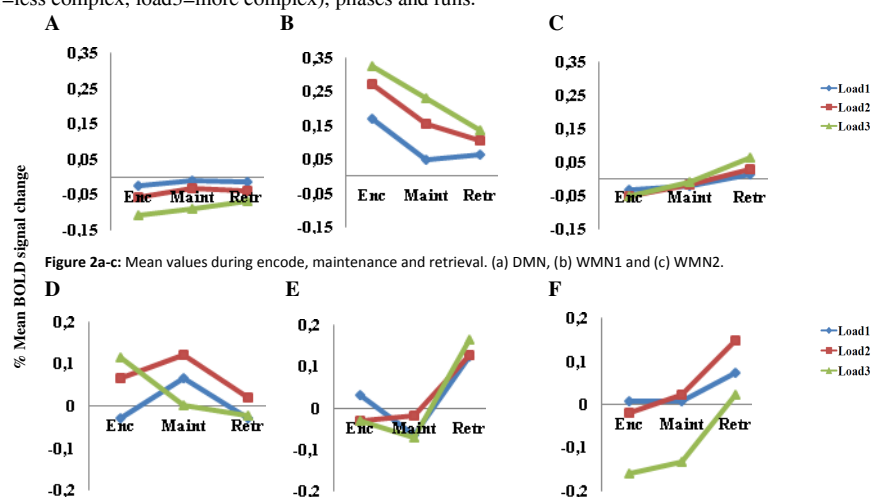 =less complex, load3=more complex), phases and runs.
A B C
0,35 0,35 0,35
0,25 0,25 0,25
0,15 0,15 0,15
0,05 0,05 0,05
-0,05 -0,05 -0,05
-0,15 -0,15 -0,15
Enc Maint Retr
Enc Maint Retr
Enc Maint Retr
Load1
Load2
Load3
% Mean BOLD signal change
Figure 2a-c: Mean values during encode, maintenance and retrieval. (a) DMN, (b) WMN1 and (c) WMN2.
D E F
0,2 0,2 0,2
0,1 0,1 0,1
0 0 0
-0,1 -0,1 -0,1
-0,2 -0,2 -0,2
Enc Maint Retr
Enc Maint Retr
Enc Maint Retr
Load1
Load2
Load3